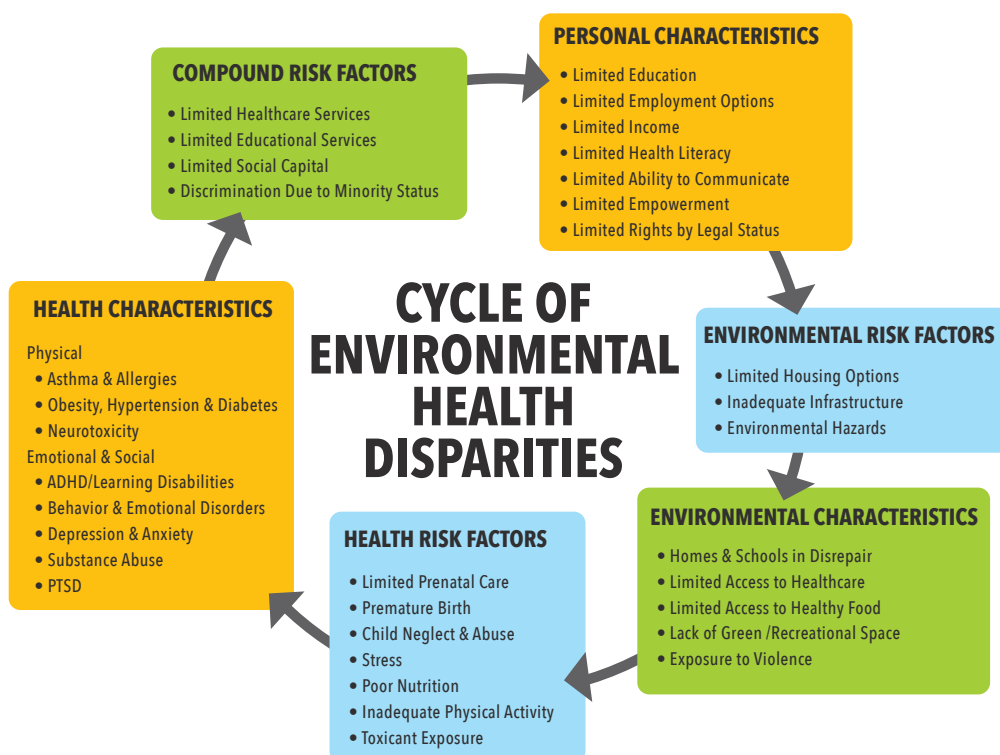 CYCLE OF
ENVIRONMENTAL
HEALTH
DISPARITIES
COMPOUND RISK FACTORS
• Limited Healthcare Services
• Limited Educational Services
• Limited Social Capital
• Discrimination Due to Minority Status
PERSONAL CHARACTERISTICS
• Limited Education
• Limited Employment Options
• Limited Income
• Limited Health Literacy
• Limited Ability to Communicate
• Limited Empowerment
• Limited Rights by Legal Status
ENVIRONMENTAL RISK FACTORS
• Limited Housing Options
• Inadequate Infrastructure
• Environmental Hazards
ENVIRONMENTAL CHARACTERISTICS
• Homes & Schools in Disrepair
• Limited Access to Healthcare
• Limited Access to Healthy Food
• Lack of Green /Recreational Space
• Exposure to Violence
HEALTH RISK FACTORS
• Limited Prenatal Care
• Premature Birth
• Child Neglect & Abuse
• Stress
• Poor Nutrition
• Inadequate Physical Activity
• Toxicant Exposure
HEALTH CHARACTERISTICS
Physical
• Asthma & Allergies
• Obesity, Hypertension & Diabetes
• Neurotoxicity
Emotional & Social
• ADHD/Learning Disabilities
• Behavior & Emotional Disorders
• Depression & Anxiety
• Substance Abuse
• PTSD